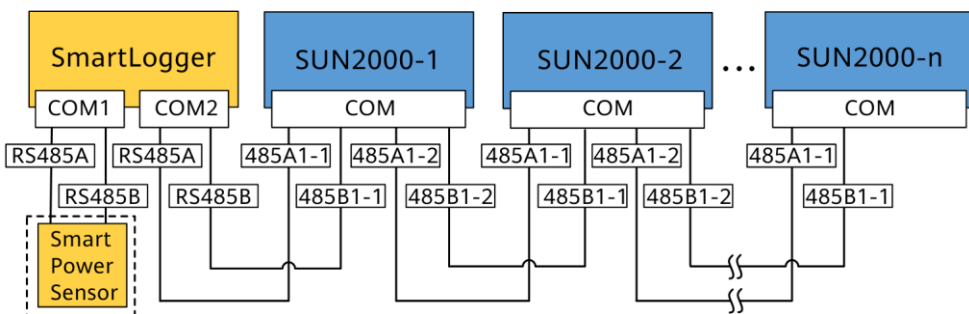 SmartLogger
SUN2000-1
SUN2000-2
...
SUN2000-n
COM1
COM2
COM
COM
COM
RS485A
RS485A
485A1-1
485A1-2
485A1-1
485A1-2
485A1-1
RS485B
RS485B
485B1-1
485B1-2
485B1-1
485B1-2
485B1-1
Smart
Power
Sensor